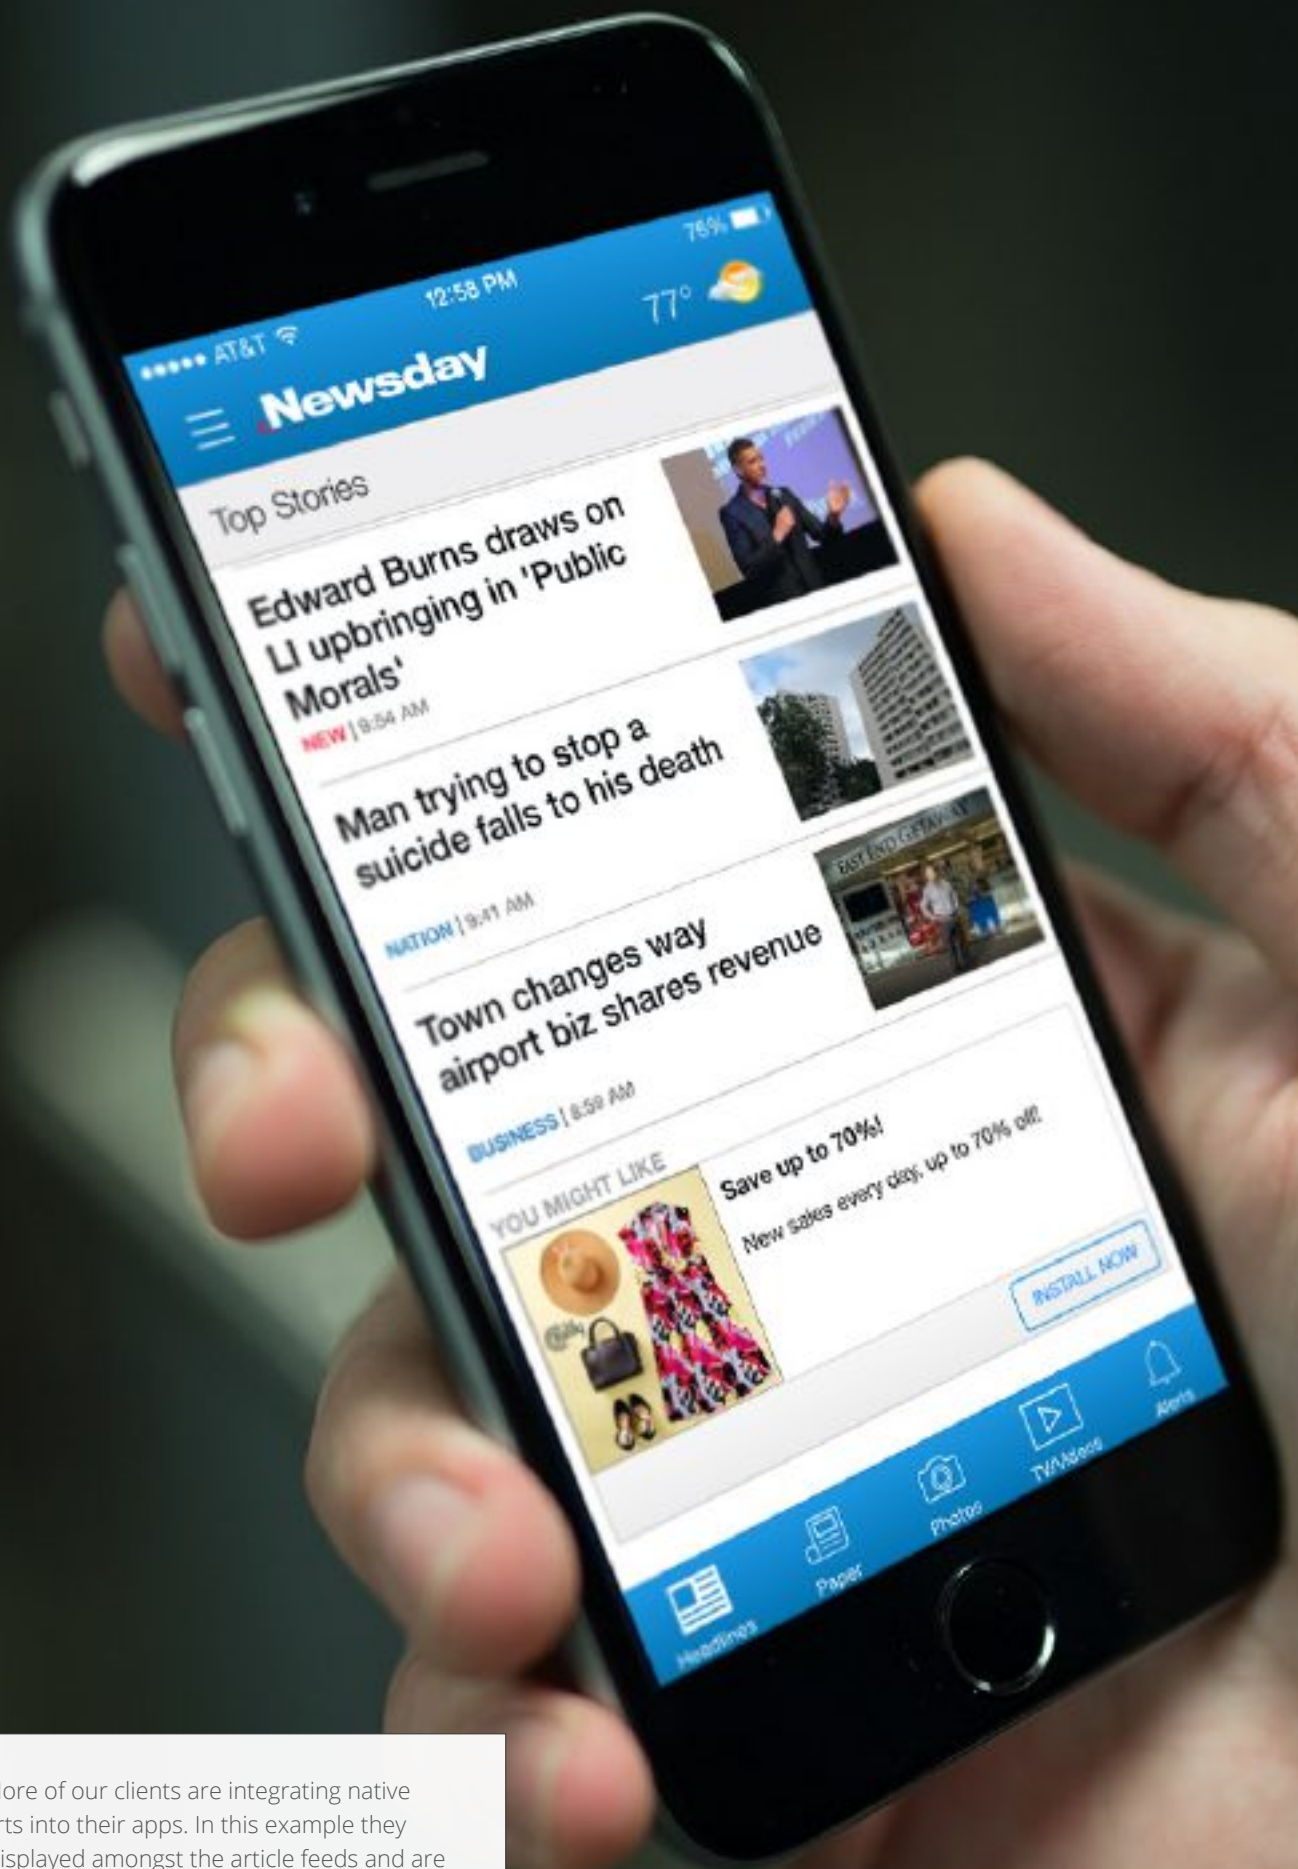 76%
12:58 PM
AT&T
77°
Newsday
Top Stories
Edward Burns draws on
LI upbringing in 'Public
Morals'
NEW | 9:54 AM
Man trying to stop a
suicide falls to his death
NATION | 9:41 AM
EAST END GETAWAY
Town changes way
airport biz shares revenue
BUSINESS | 8:59 AM
YOU MIGHT LIKE
Save up to 70%!
New sales every day, up to 70% off!
INSTALL NOW
Headlines
Paper
Photos
TV/Videos
Alerts
ore of our clients are integrating native
rts into their apps. In this example they
isplayed amongst the article feeds and are